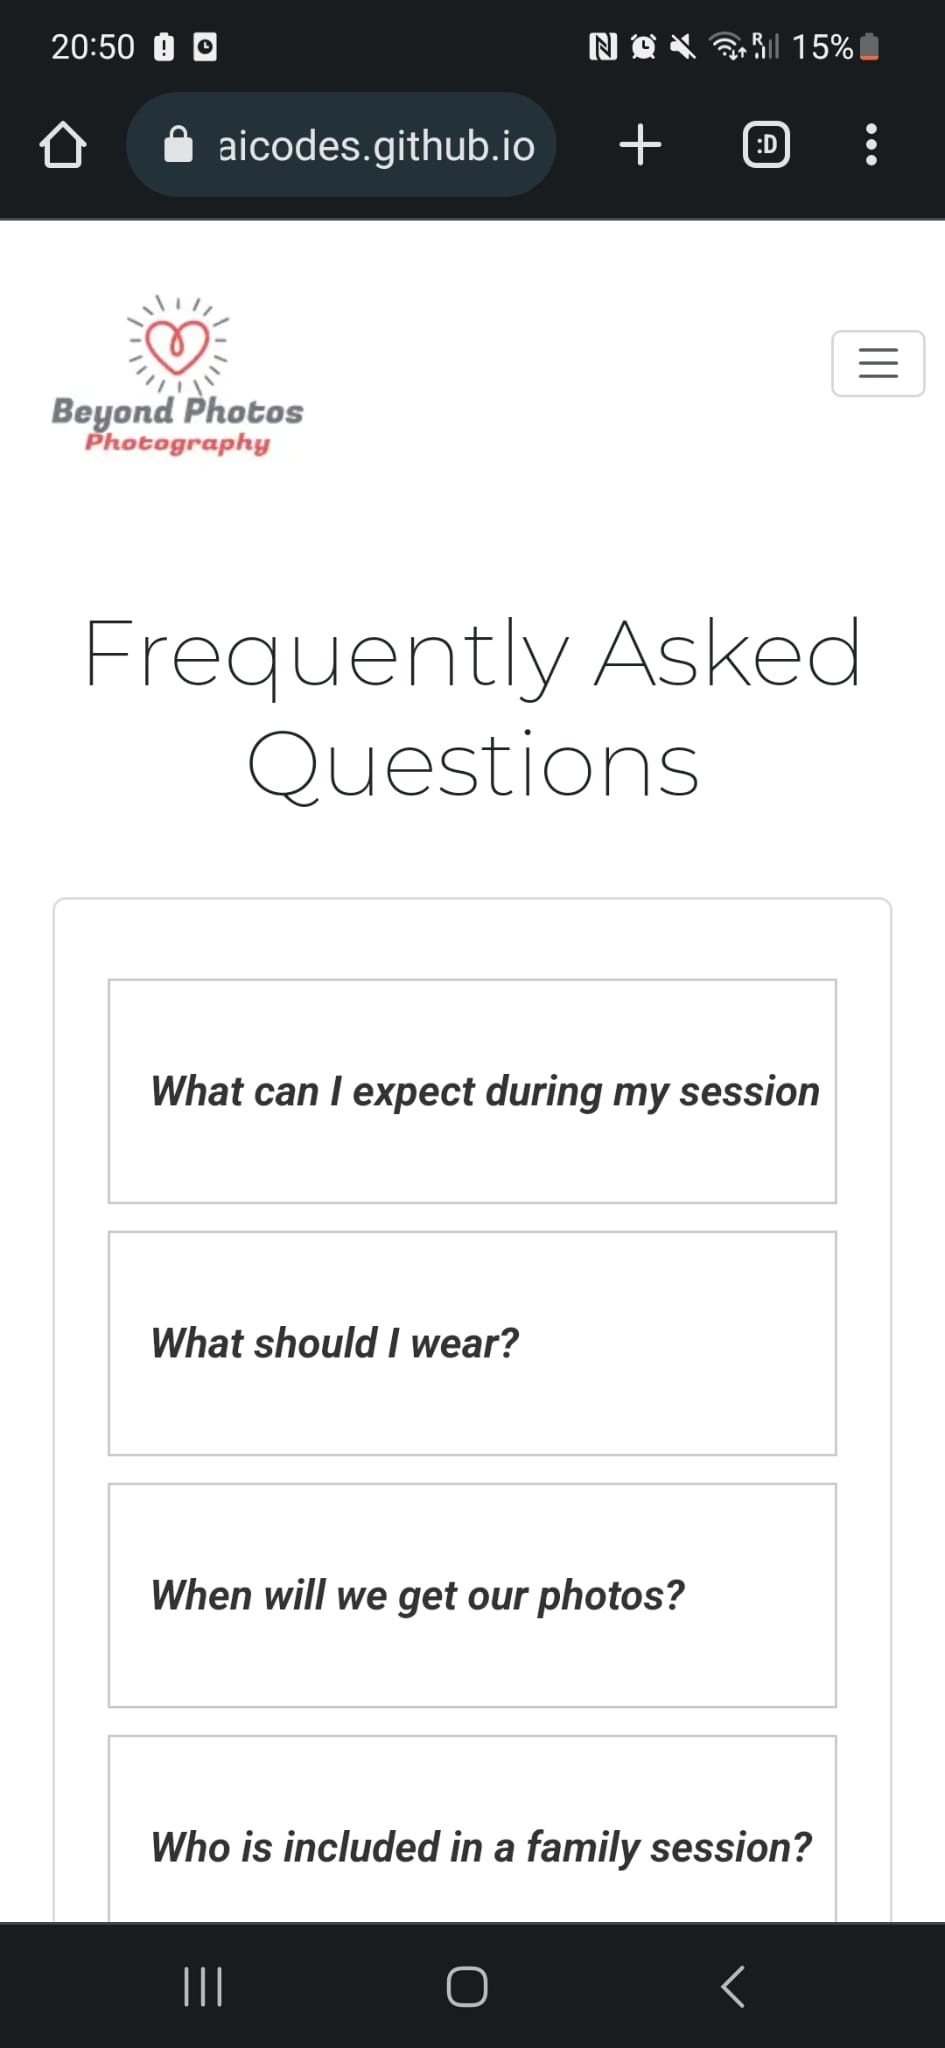 20:50
R
15%
aicodes.github.io
:D
Beyond Photos
Photography
Frequently Asked
Questions
What can I expect during my session
What should I wear?
When will we get our photos?
Who is included in a family session?